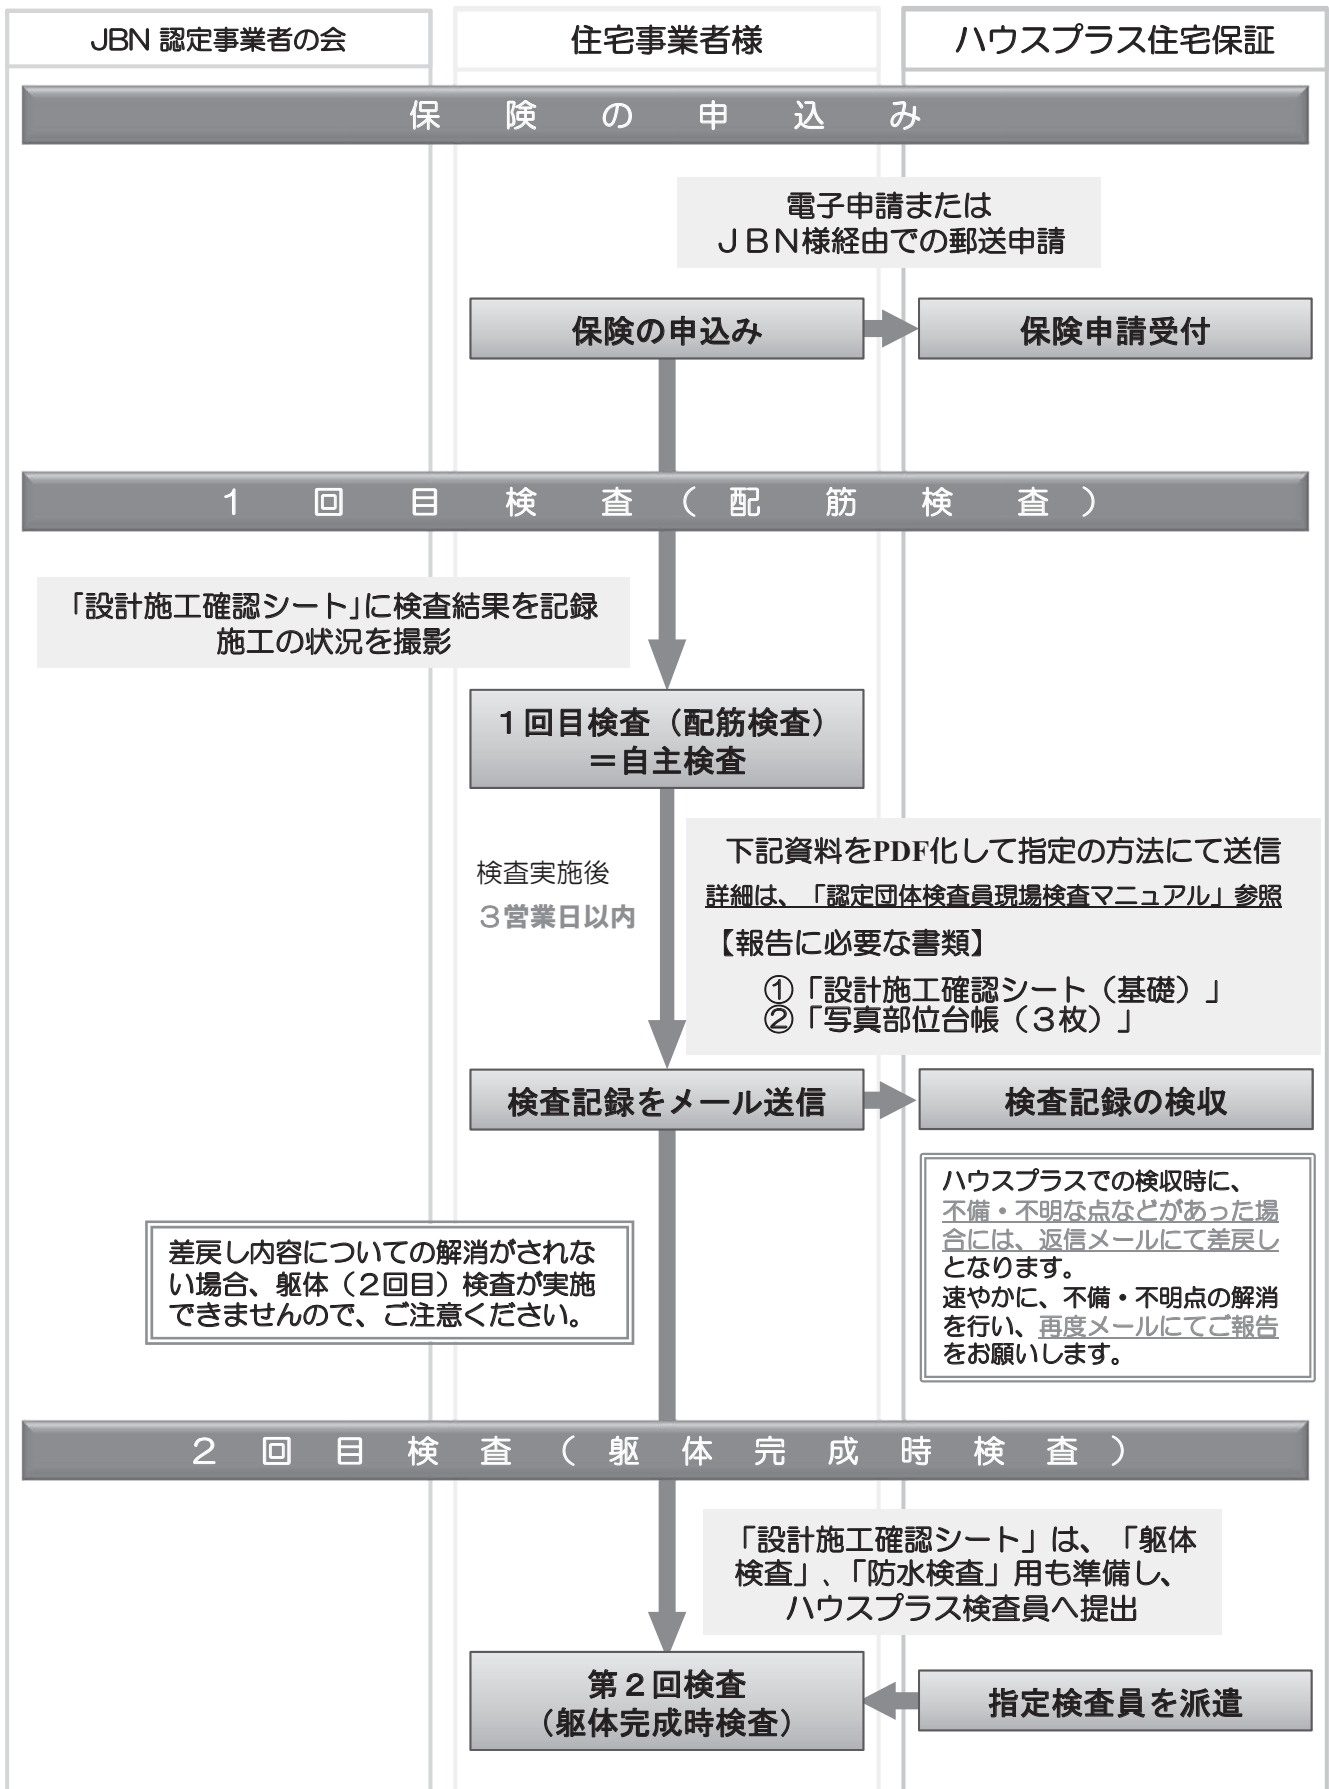 JBN 認定事業者の会
住宅事業者様
ハウスプラス住宅保証
保険の申込み
電子申請または
ＪＢＮ様経由での郵送申請
保険の申込み
保険申請受付
１回目検査（配筋検査）
「設計施工確認シート」に検査結果を記録
施工の状況を撮影
１回目検査（配筋検査）
＝自主検査
検査実施後
３営業日以内
下記資料をPDF化して指定の方法にて送信
詳細は、「認定団体検査員現場検査マニュアル」参照
【報告に必要な書類】
①「設計施工確認シート（基礎）」
②「写真部位台帳（３枚）」
検査記録をメール送信
検査記録の検収
ハウスプラスでの検収時に、
不備・不明な点などがあった場
合には、返信メールにて差戻し
となります。
速やかに、不備・不明点の解消
を行い、再度メールにてご報告
をお願いします。
差戻し内容についての解消がされな
い場合、躯体（２回目）検査が実施
できませんので、ご注意ください。
２回目検査（躯体完成時検査）
「設計施工確認シート」は、「躯体
検査」、「防水検査」用も準備し、
ハウスプラス検査員へ提出
第２回検査
（躯体完成時検査）
指定検査員を派遣